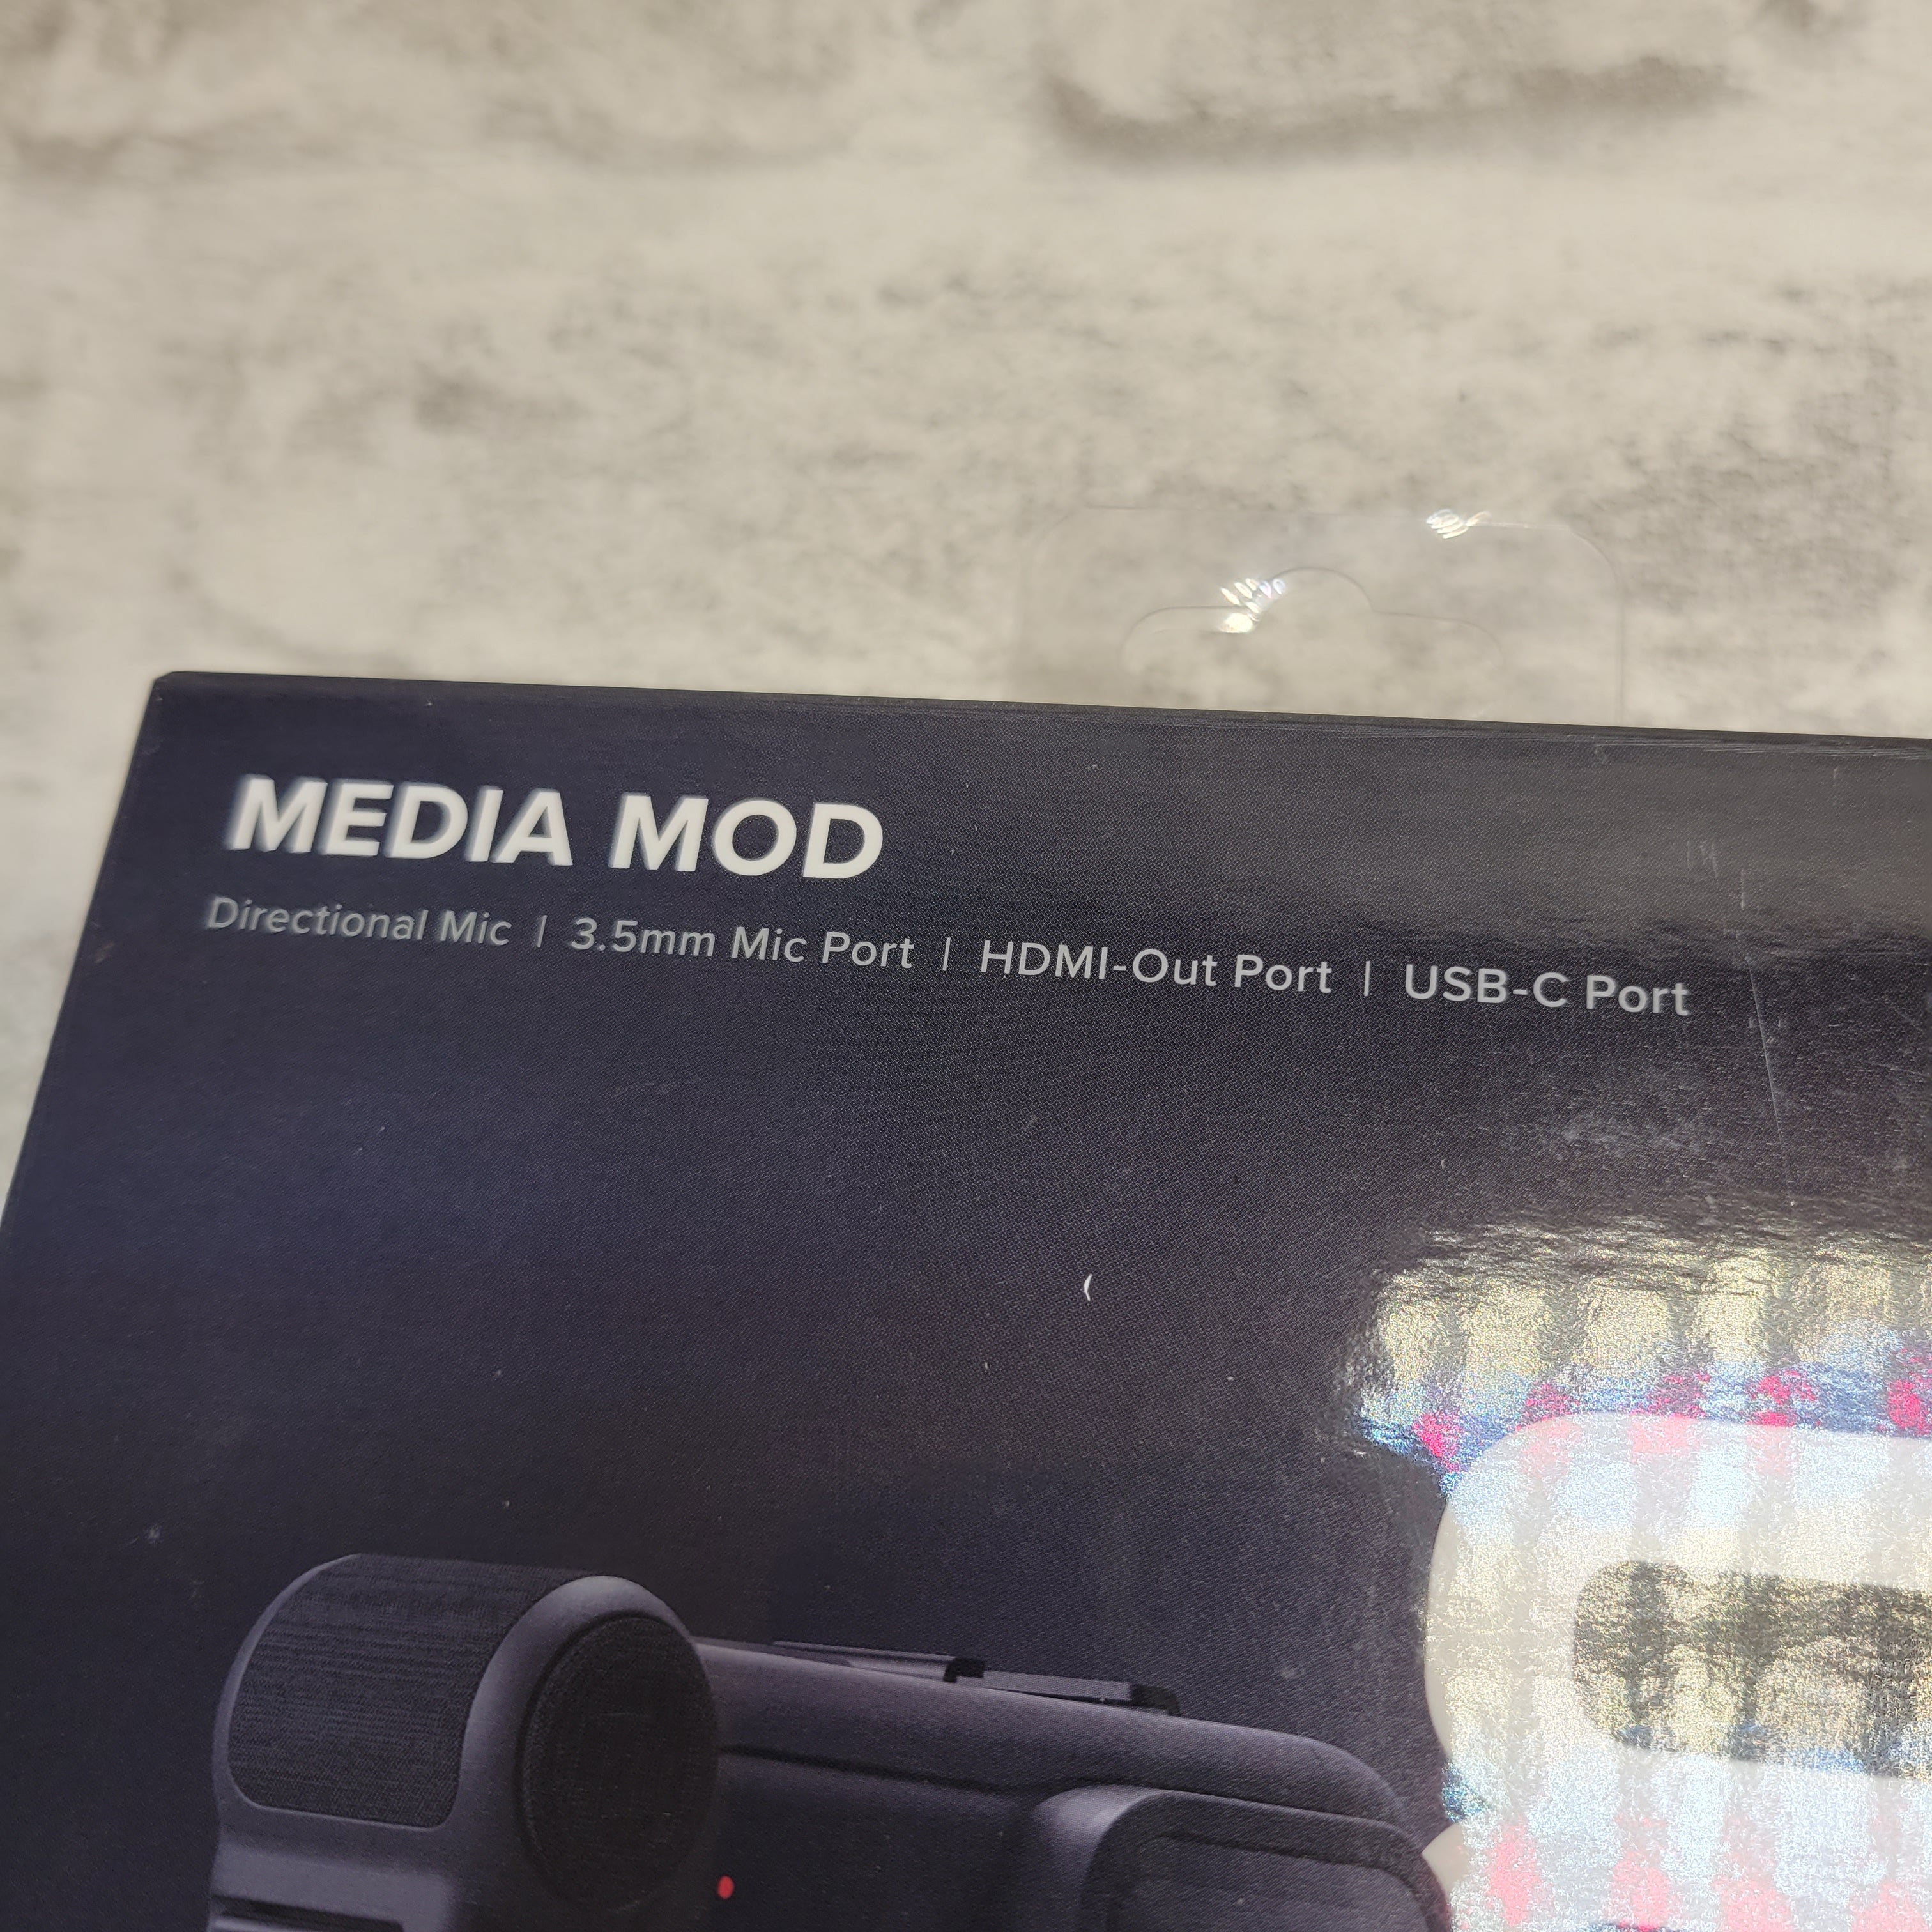 MEDIA MOD
Directional Mic | 3.5mm Mic Port | HDMI-Out Port | USB-C Port